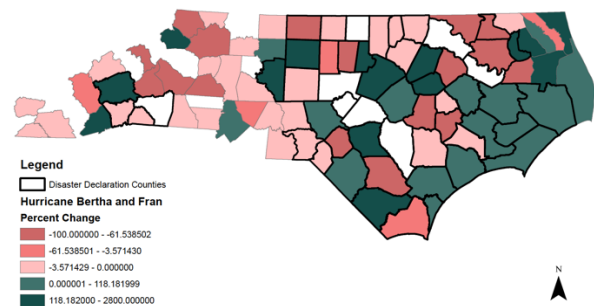 Legend
Disaster Declaration Counties
Hurricane Bertha and Fran
Percent Change
-100.000000 - -61.538502
-61.538501 - -3.571430
-3.571429 - 0.000000
0.000001 - 118.181999
118.182000 - 2800.000000
N